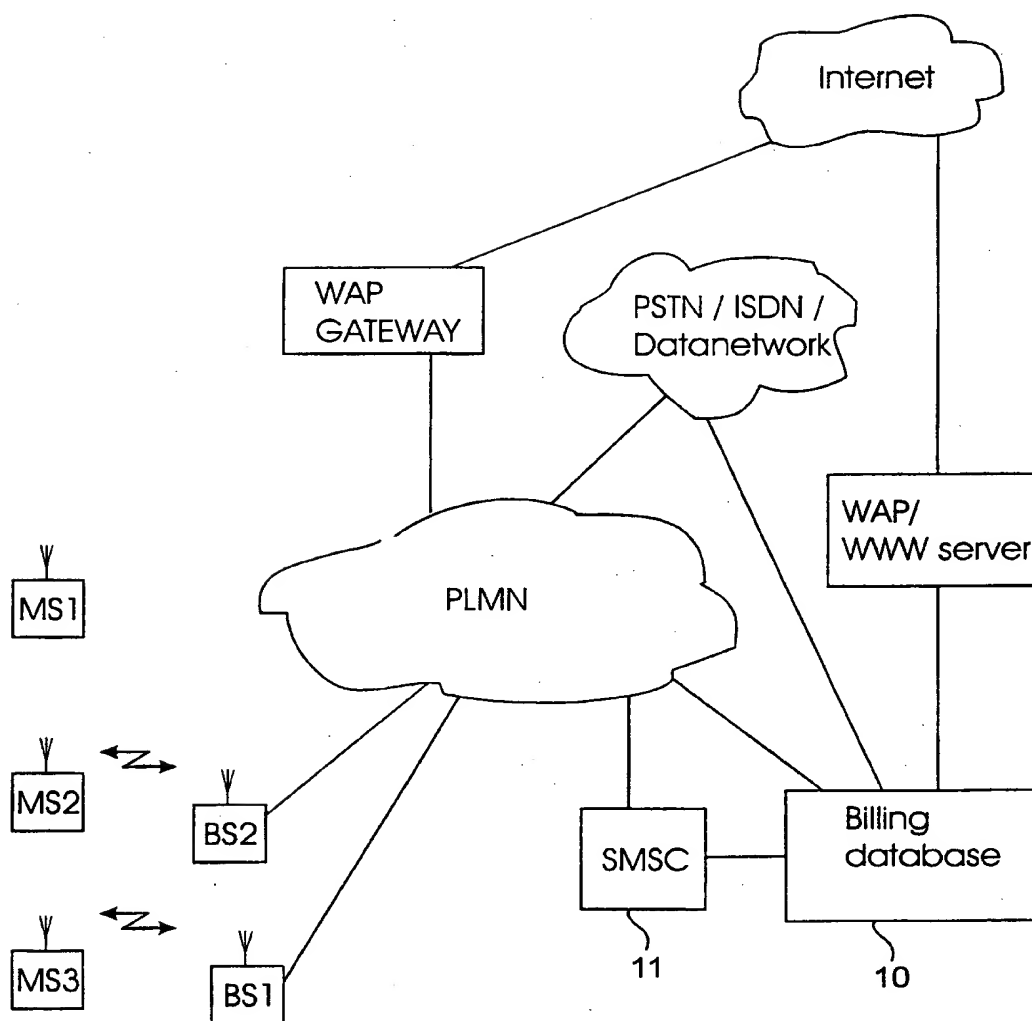 Internet
WAP
GATEWAY
PSTN / ISDN /
Datanetwork
WAP/
WWW server
PLMN
MS1
MS2
BS2
SMSC
Billing
database
MS3
BS1
11
10